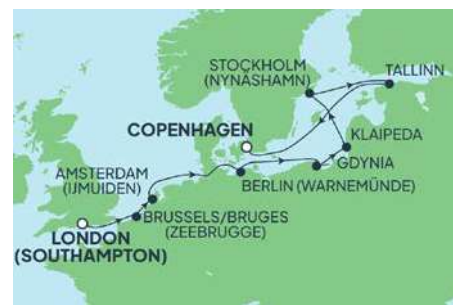 STOCKHOLM
(NYNASHAMN)
TALLINN
COPENHAGEN
KLAIPEDA
AMSTERDAM
(IJMUIDEN)
GDYNIA
BERLIN (WARNEMÜNDE)
BRUSSELS/BRUGES
(ZEEBRUGGE)
LONDON
(SOUTHAMPTON)